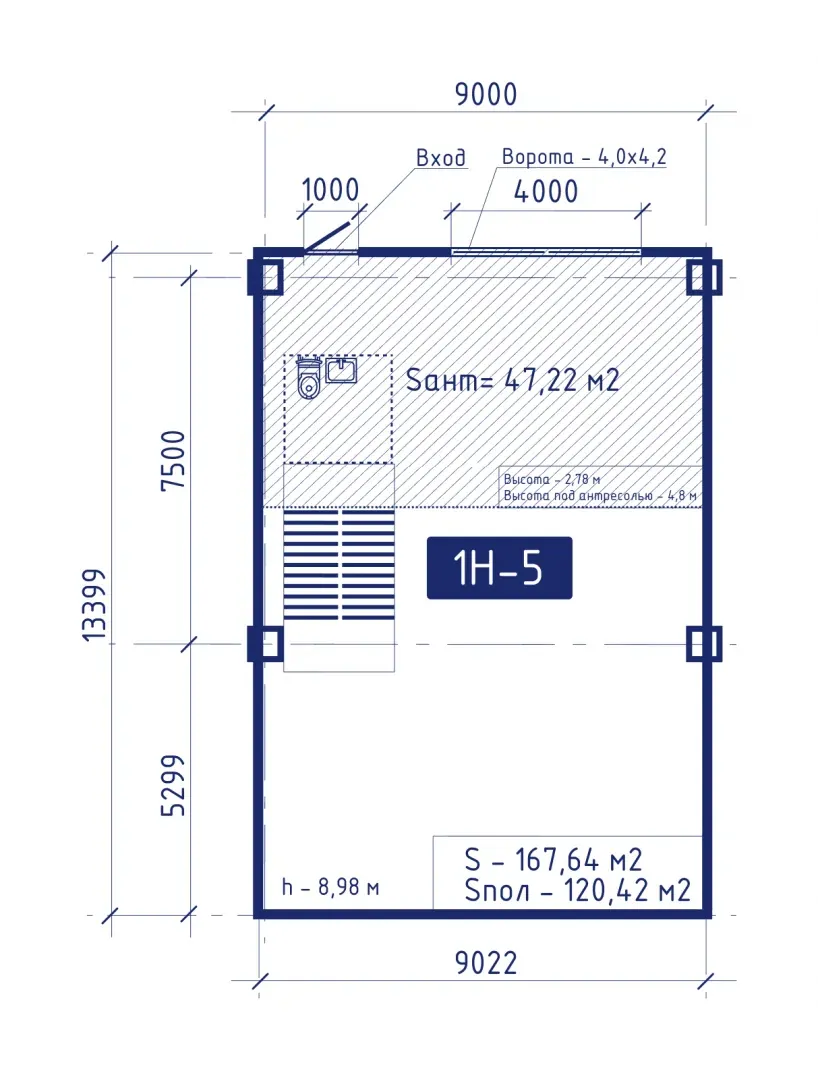 9000
Вход
Ворота - 4,0х4,2
1000
4000
Sант= 47,22 м2
7500
Высота - 2,78 м
Высота под антресолью - 4,8 м
1Н-5
13399
5299
S - 167,64 м2
h - 8,98 м
Sпол - 120,42 м2
9022